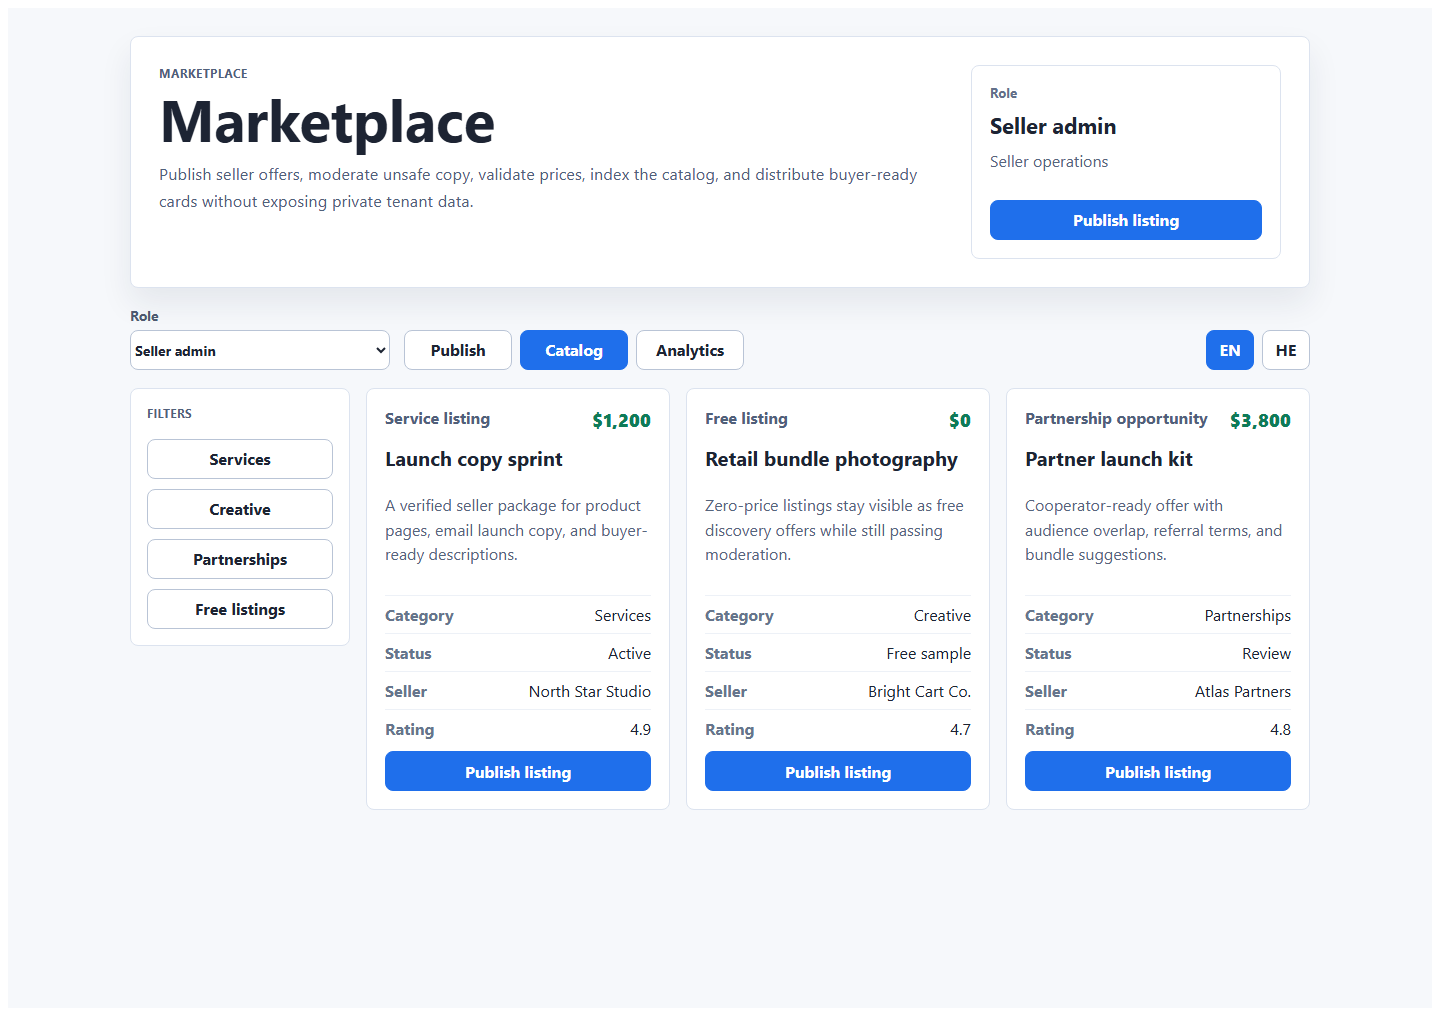 MARKETPLACE
Marketplace
Publish seller offers, moderate unsafe copy, validate prices, index the catalog, and distribute buyer-ready
cards without exposing private tenant data.
Role
Seller admin
Seller operations
Publish listing
Role
Seller admin
Publish
Catalog
Analytics
EN
HE
FILTERS
Services
Creative
Partnerships
Free listings
Service listing
$1,200
Launch copy sprint
A verified seller package for product
pages, email launch copy, and buyer-
ready descriptions.
Category
Services
Status
Active
Seller
North Star Studio
Rating
4.9
Publish listing
Free listing
$0
Retail bundle photography
Zero-price listings stay visible as free
discovery offers while still passing
moderation.
Category
Creative
Status
Free sample
Seller
Bright Cart Co.
Rating
4.7
Publish listing
Partnership opportunity
$3,800
Partner launch kit
Cooperator-ready offer with
audience overlap, referral terms, and
bundle suggestions.
Category
Partnerships
Status
Review
Seller
Atlas Partners
Rating
4.8
Publish listing